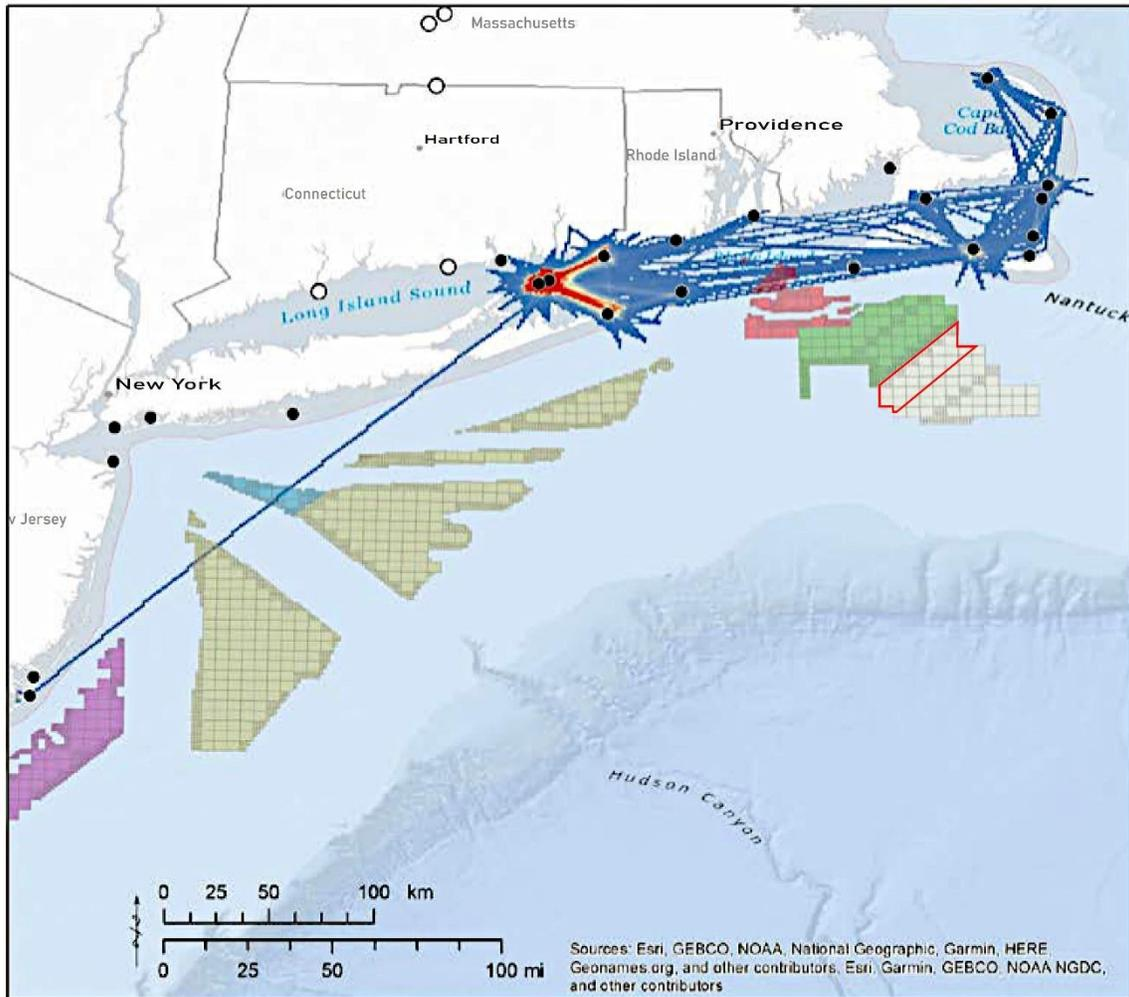 Massachusetts
Cape
Cod Ba
Providence
Hartford
Rhode Island
Connecticut
Long Island Sound
Nantuck
New York
w Jersey
Hudson Canyon
0 25 50 100 km
0 25 50 100 mi
Sources: Esri, GEBCO, NOAA, National Geographic, Garmin, HERE,
Geonames.org, and other contributors, Esri, Garmin, GEBCO, NOAA NGDC,
and other contributors